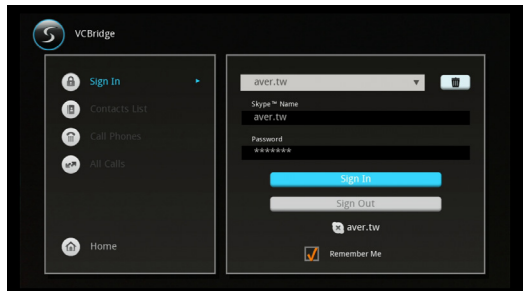 VCBridge
Sign In
Contacts List
Call Phones
All Calls
Home
aver.tw
Skype™ Name
aver.tw
Password
*******
Sign In
Sign Out
aver.tw
Remember Me